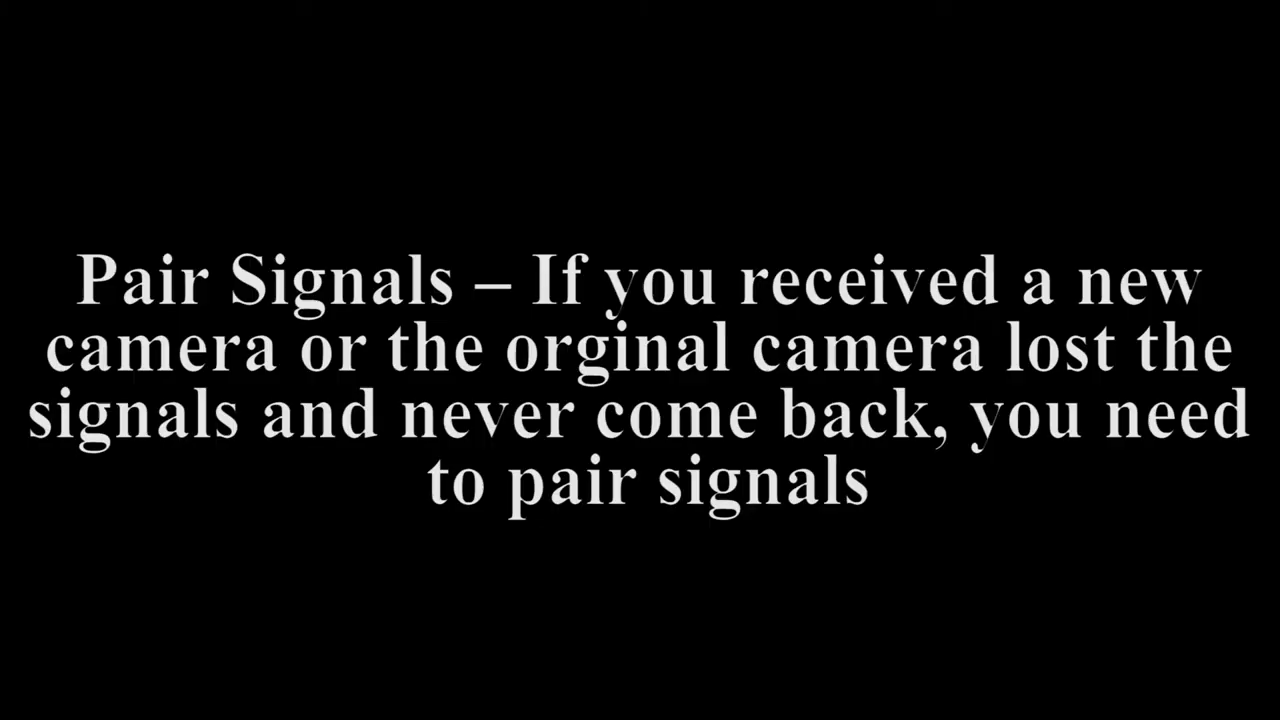 Pair Signals – If you received a new
camera or the orginal camera lost the
signals and never come back, you need
to pair signals